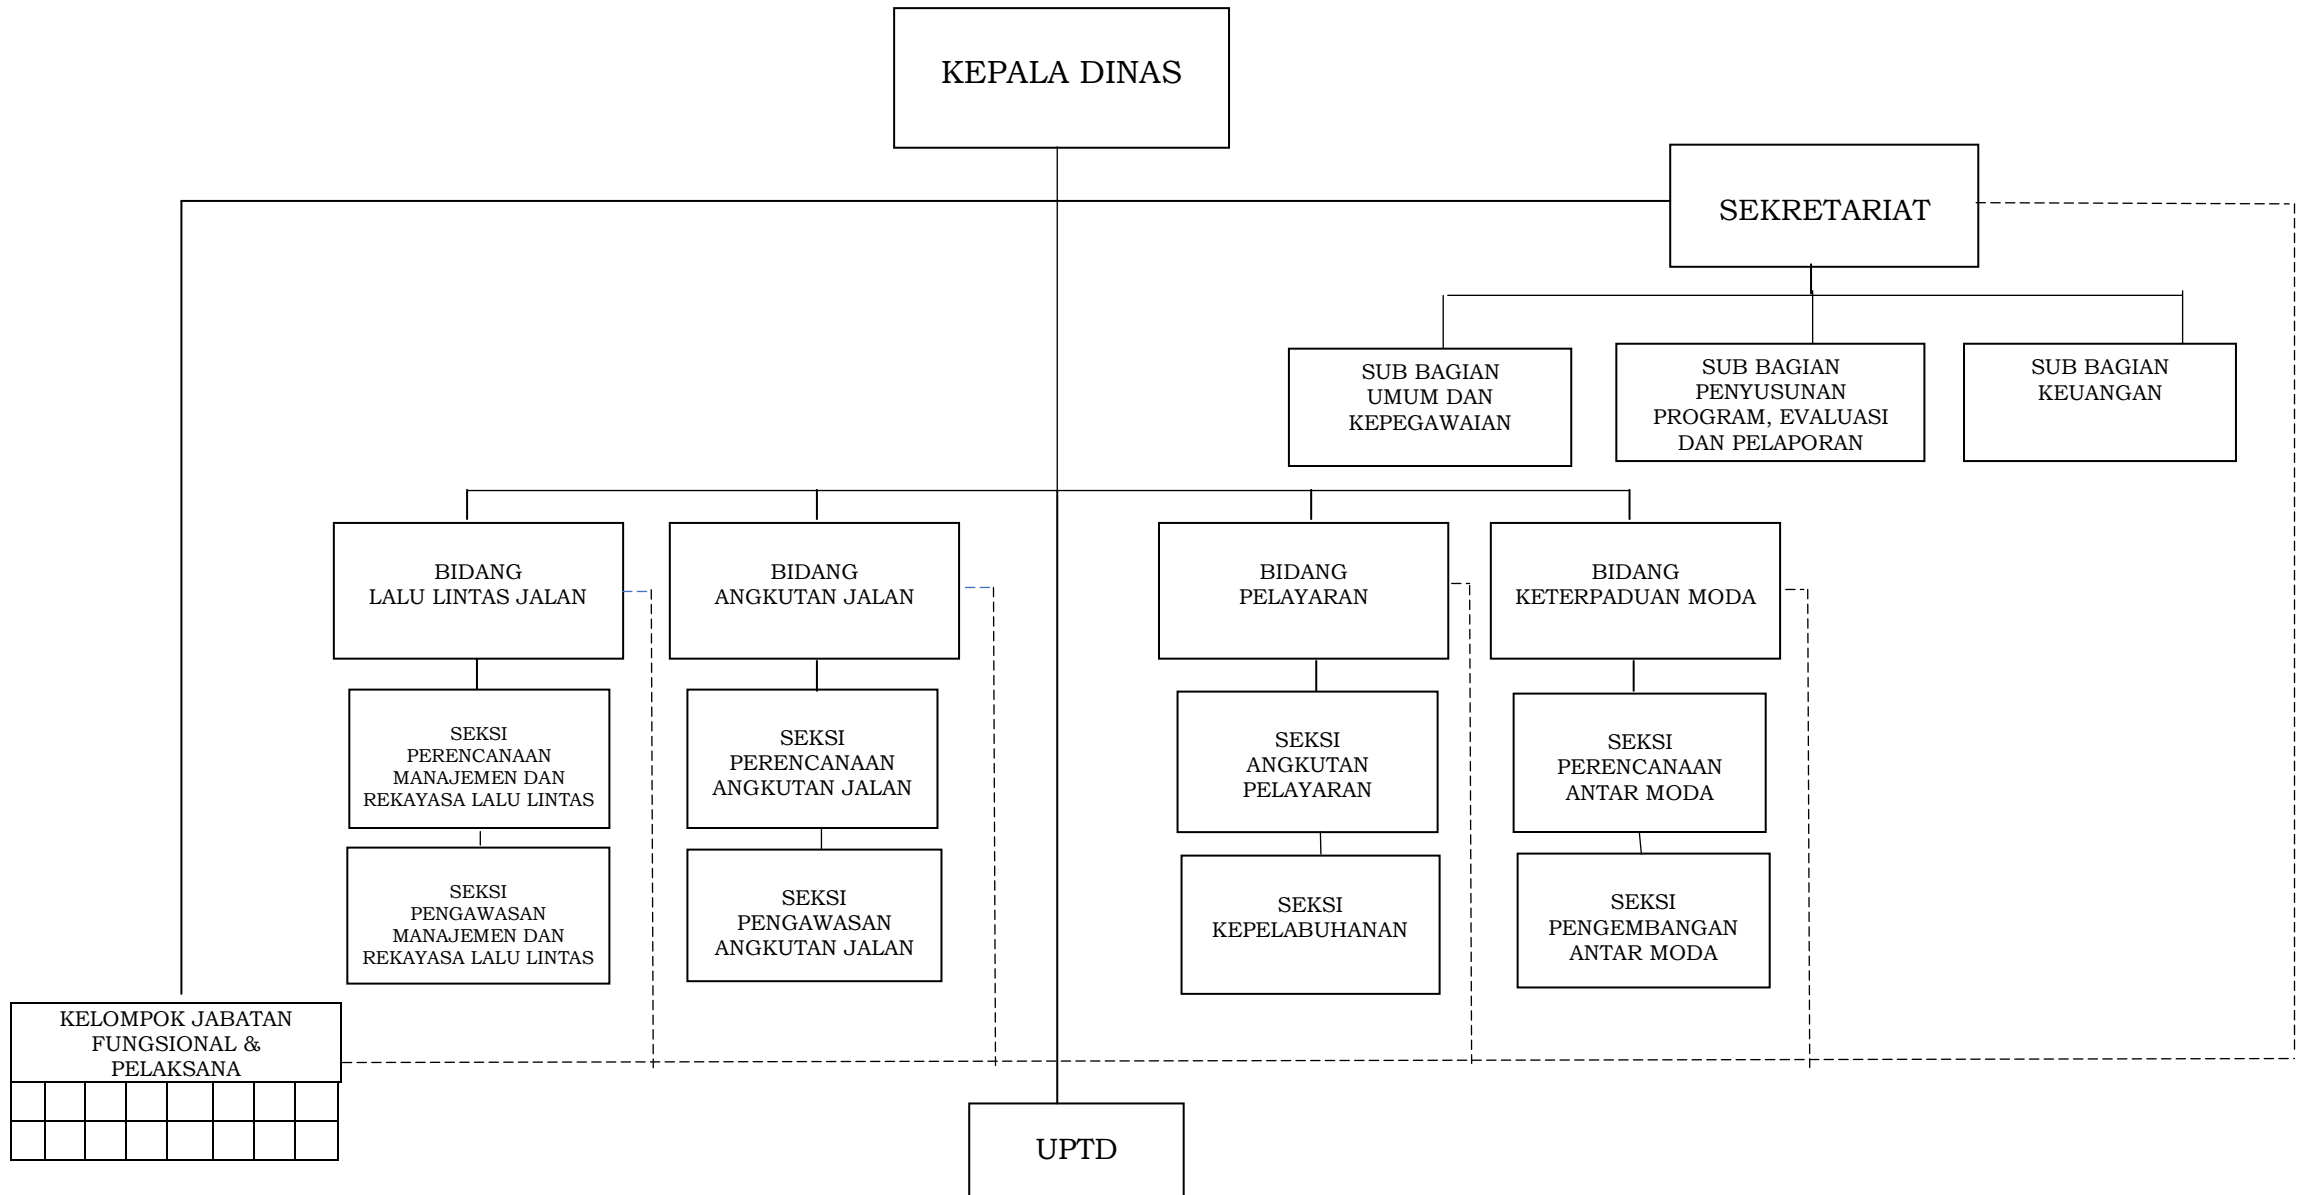 KEPALA DINAS
SEKRETARIAT
SUB BAGIAN
UMUM DAN
KEPEGAWAIAN
SUB BAGIAN
PENYUSUNAN
PROGRAM, EVALUASI
DAN PELAPORAN
SUB BAGIAN
KEUANGAN
BIDANG
LALU LINTAS JALAN
BIDANG
ANGKUTAN JALAN
BIDANG
PELAYARAN
BIDANG
KETERPADUAN MODA
SEKSI
PERENCANAAN
MANAJEMEN DAN
REKAYASA LALU LINTAS
SEKSI
PERENCANAAN
ANGKUTAN JALAN
SEKSI
ANGKUTAN
PELAYARAN
SEKSI
PERENCANAAN
ANTAR MODA
SEKSI
PENGAWASAN
MANAJEMEN DAN
REKAYASA LALU LINTAS
SEKSI
PENGAWASAN
ANGKUTAN JALAN
SEKSI
KEPELABUHANAN
SEKSI
PENGEMBANGAN
ANTAR MODA
KELOMPOK JABATAN
FUNGSIONAL &
PELAKSANA
UPTD